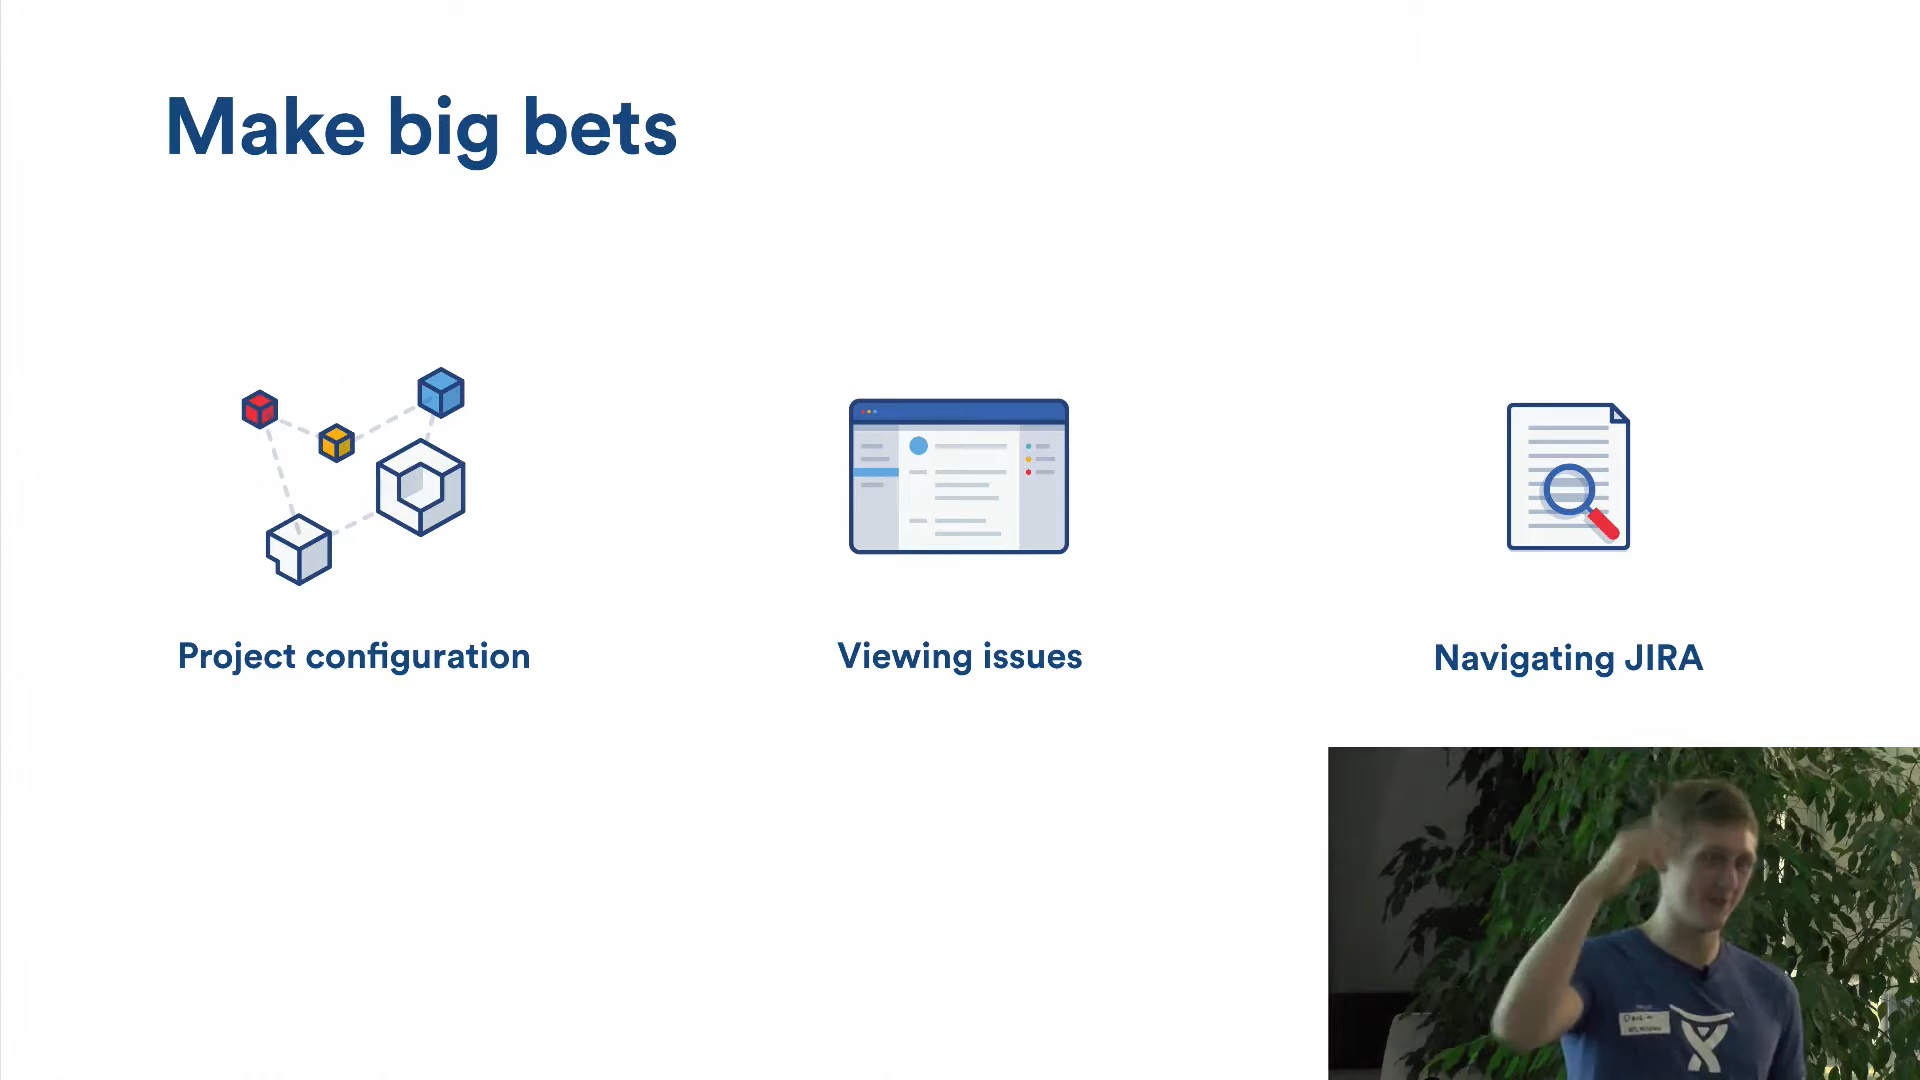 Make big bets
Project configuration
Viewing issues
Navigating JIRA